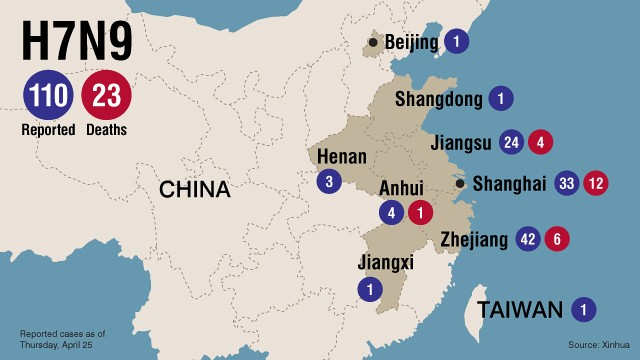 H7N9
110 23
Reported Deaths
Beijing 1
Shangdong 1
Jiangsu 24 4
Henan
3
CHINA
Shanghai 33 12
Anhui
4 1
Zhejiang 42 6
Jiangxi
1
TAIWAN 1
Reported cases as of
Thursday, April 25
Source: Xinhua